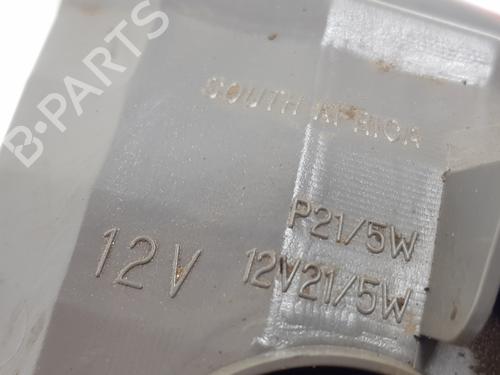 SOUTH AFRICA
P21/5W
12V 12V21/5W
B-PARTS